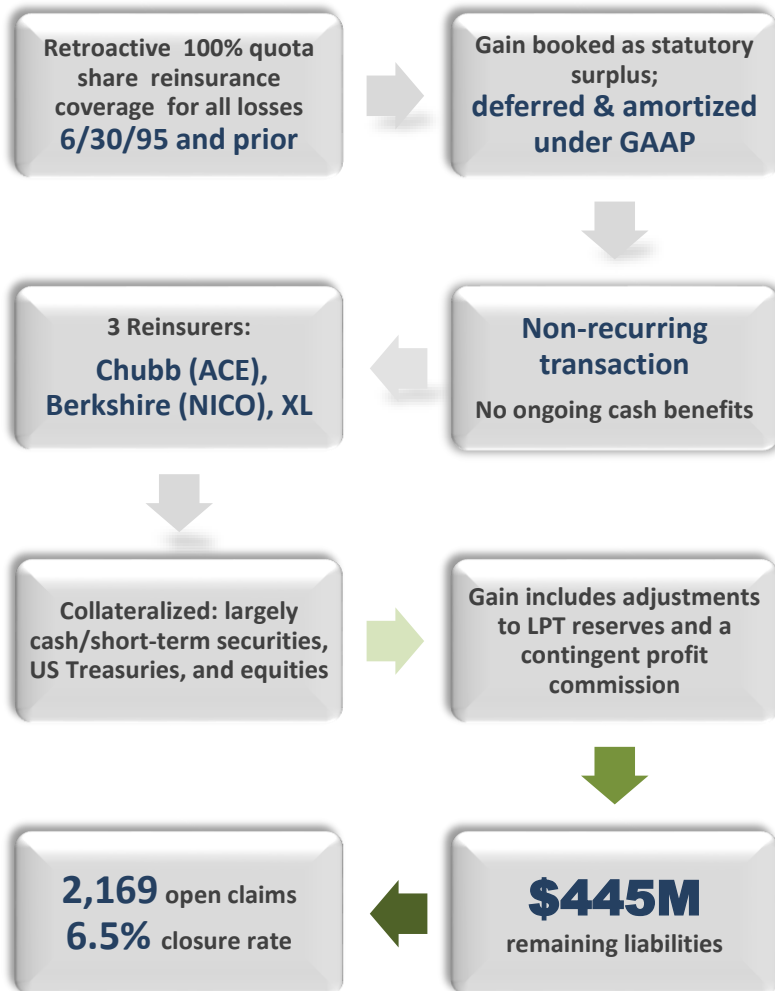 Retroactive 100% quota
share reinsurance
coverage for all losses
6/30/95 and prior
Gain booked as statutory
surplus;
deferred & amortized
under GAAP
Non-recurring
transaction
No ongoing cash benefits
3 Reinsurers:
Chubb (ACE),
Berkshire (NICO), XL
Collateralized: largely
cash/short-term securities,
US Treasuries, and equities
Gain includes adjustments
to LPT reserves and a
contingent profit
commission
$445M
remaining liabilities
2,169 open claims
6.5% closure rate